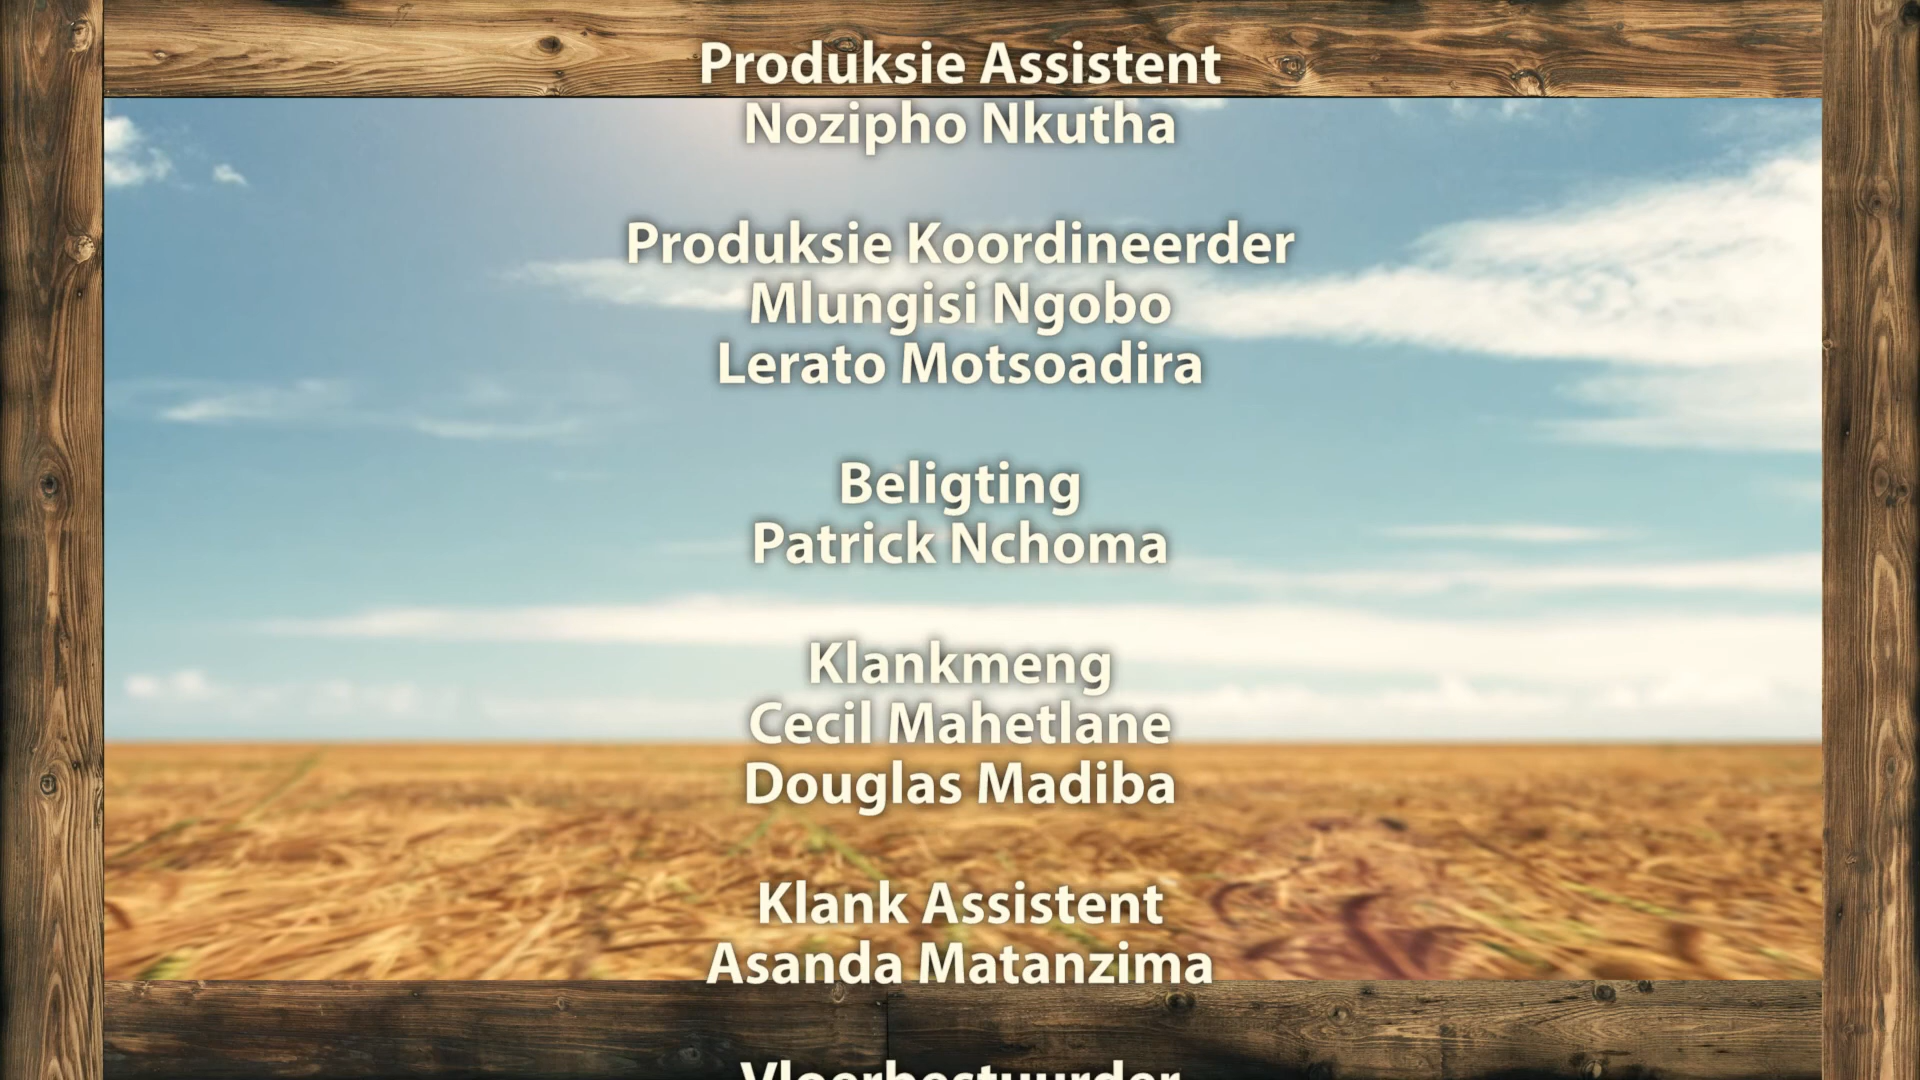 Produksie Assistent
Nozipho Nkutha
Produksie Koordineerder
Mlungisi Ngobo
Lerato Motsoadira
Beligting
Patrick Nchoma
Klankmeng
Cecil Mahetlane
Douglas Madiba
Klank Assistent
Asanda Matanzima
Vloerbestuurder